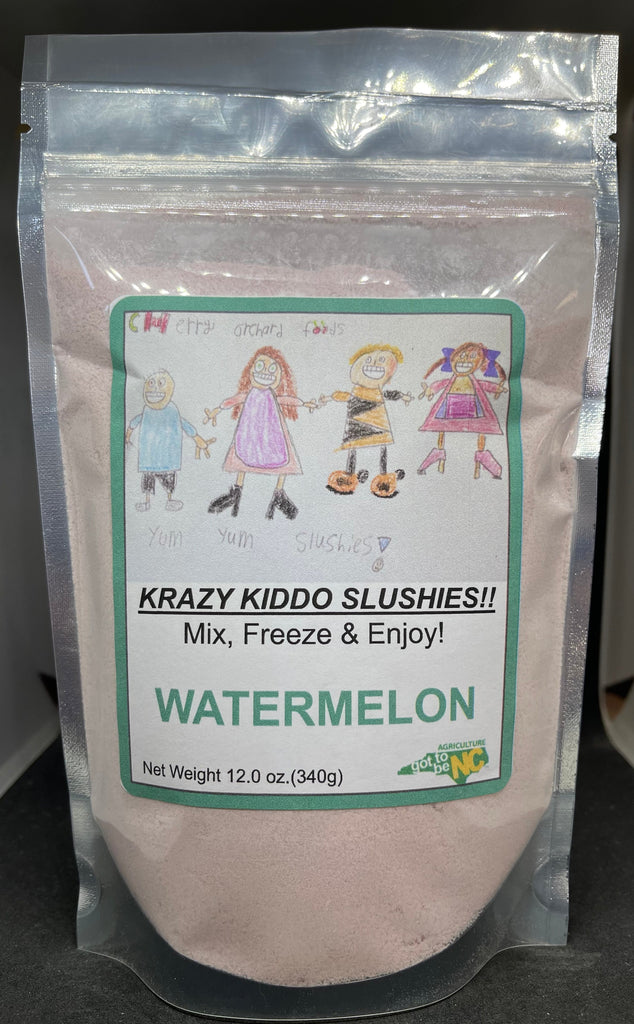 CHerry orchard foods
Yum Yum Slushies!
KRAZY KIDDO SLUSHIES!!
Mix, Freeze & Enjoy!
WATERMELON
AGRICULTURE
got to
be NC
Net Weight 12.0 oz.(340g)